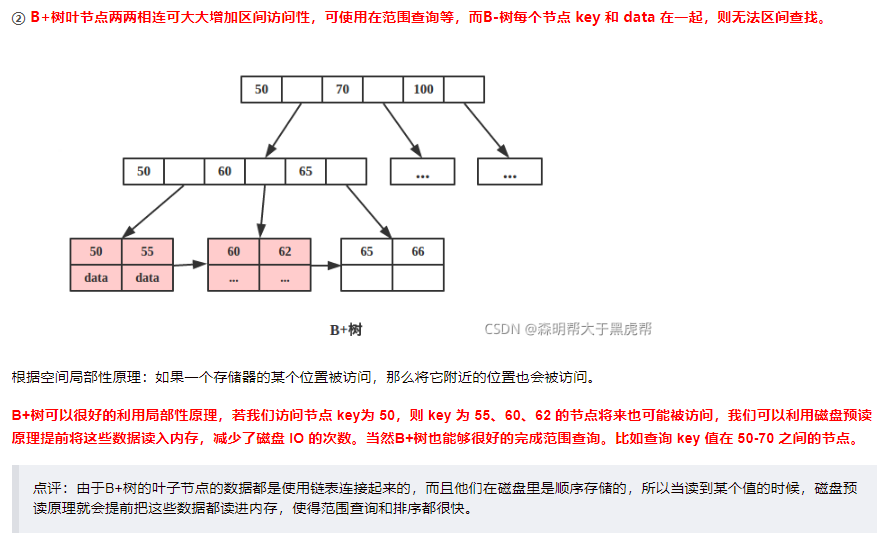 ② B+树叶节点两两相连可大大增加区间访问性，可使用在范围查询等，而B-树每个节点 key 和 data 在一起，则无法区间查找。
50 70 100
50 60 65 ... ...
50 55 60 62 65 66
data data ... ...
B+树
CSDN @淼明帮大于黑虎帮
根据空间局部性原理：如果一个存储器的某个位置被访问，那么将它附近的位置也会被访问。
B+树可以很好的利用局部性原理，若我们访问节点 key为 50，则 key 为 55、60、62 的节点将来也可能被访问，我们可以利用磁盘预读
原理提前将这些数据读入内存，减少了磁盘 IO 的次数。当然B+树也能够很好的完成范围查询。比如查询 key 值在 50-70 之间的节点。
点评：由于B+树的叶子节点的数据都是使用链表连接起来的，而且他们在磁盘里是顺序存储的，所以当读到某个值的时候，磁盘预
读原理就会提前把这些数据都读进内存，使得范围查询和排序都很快。